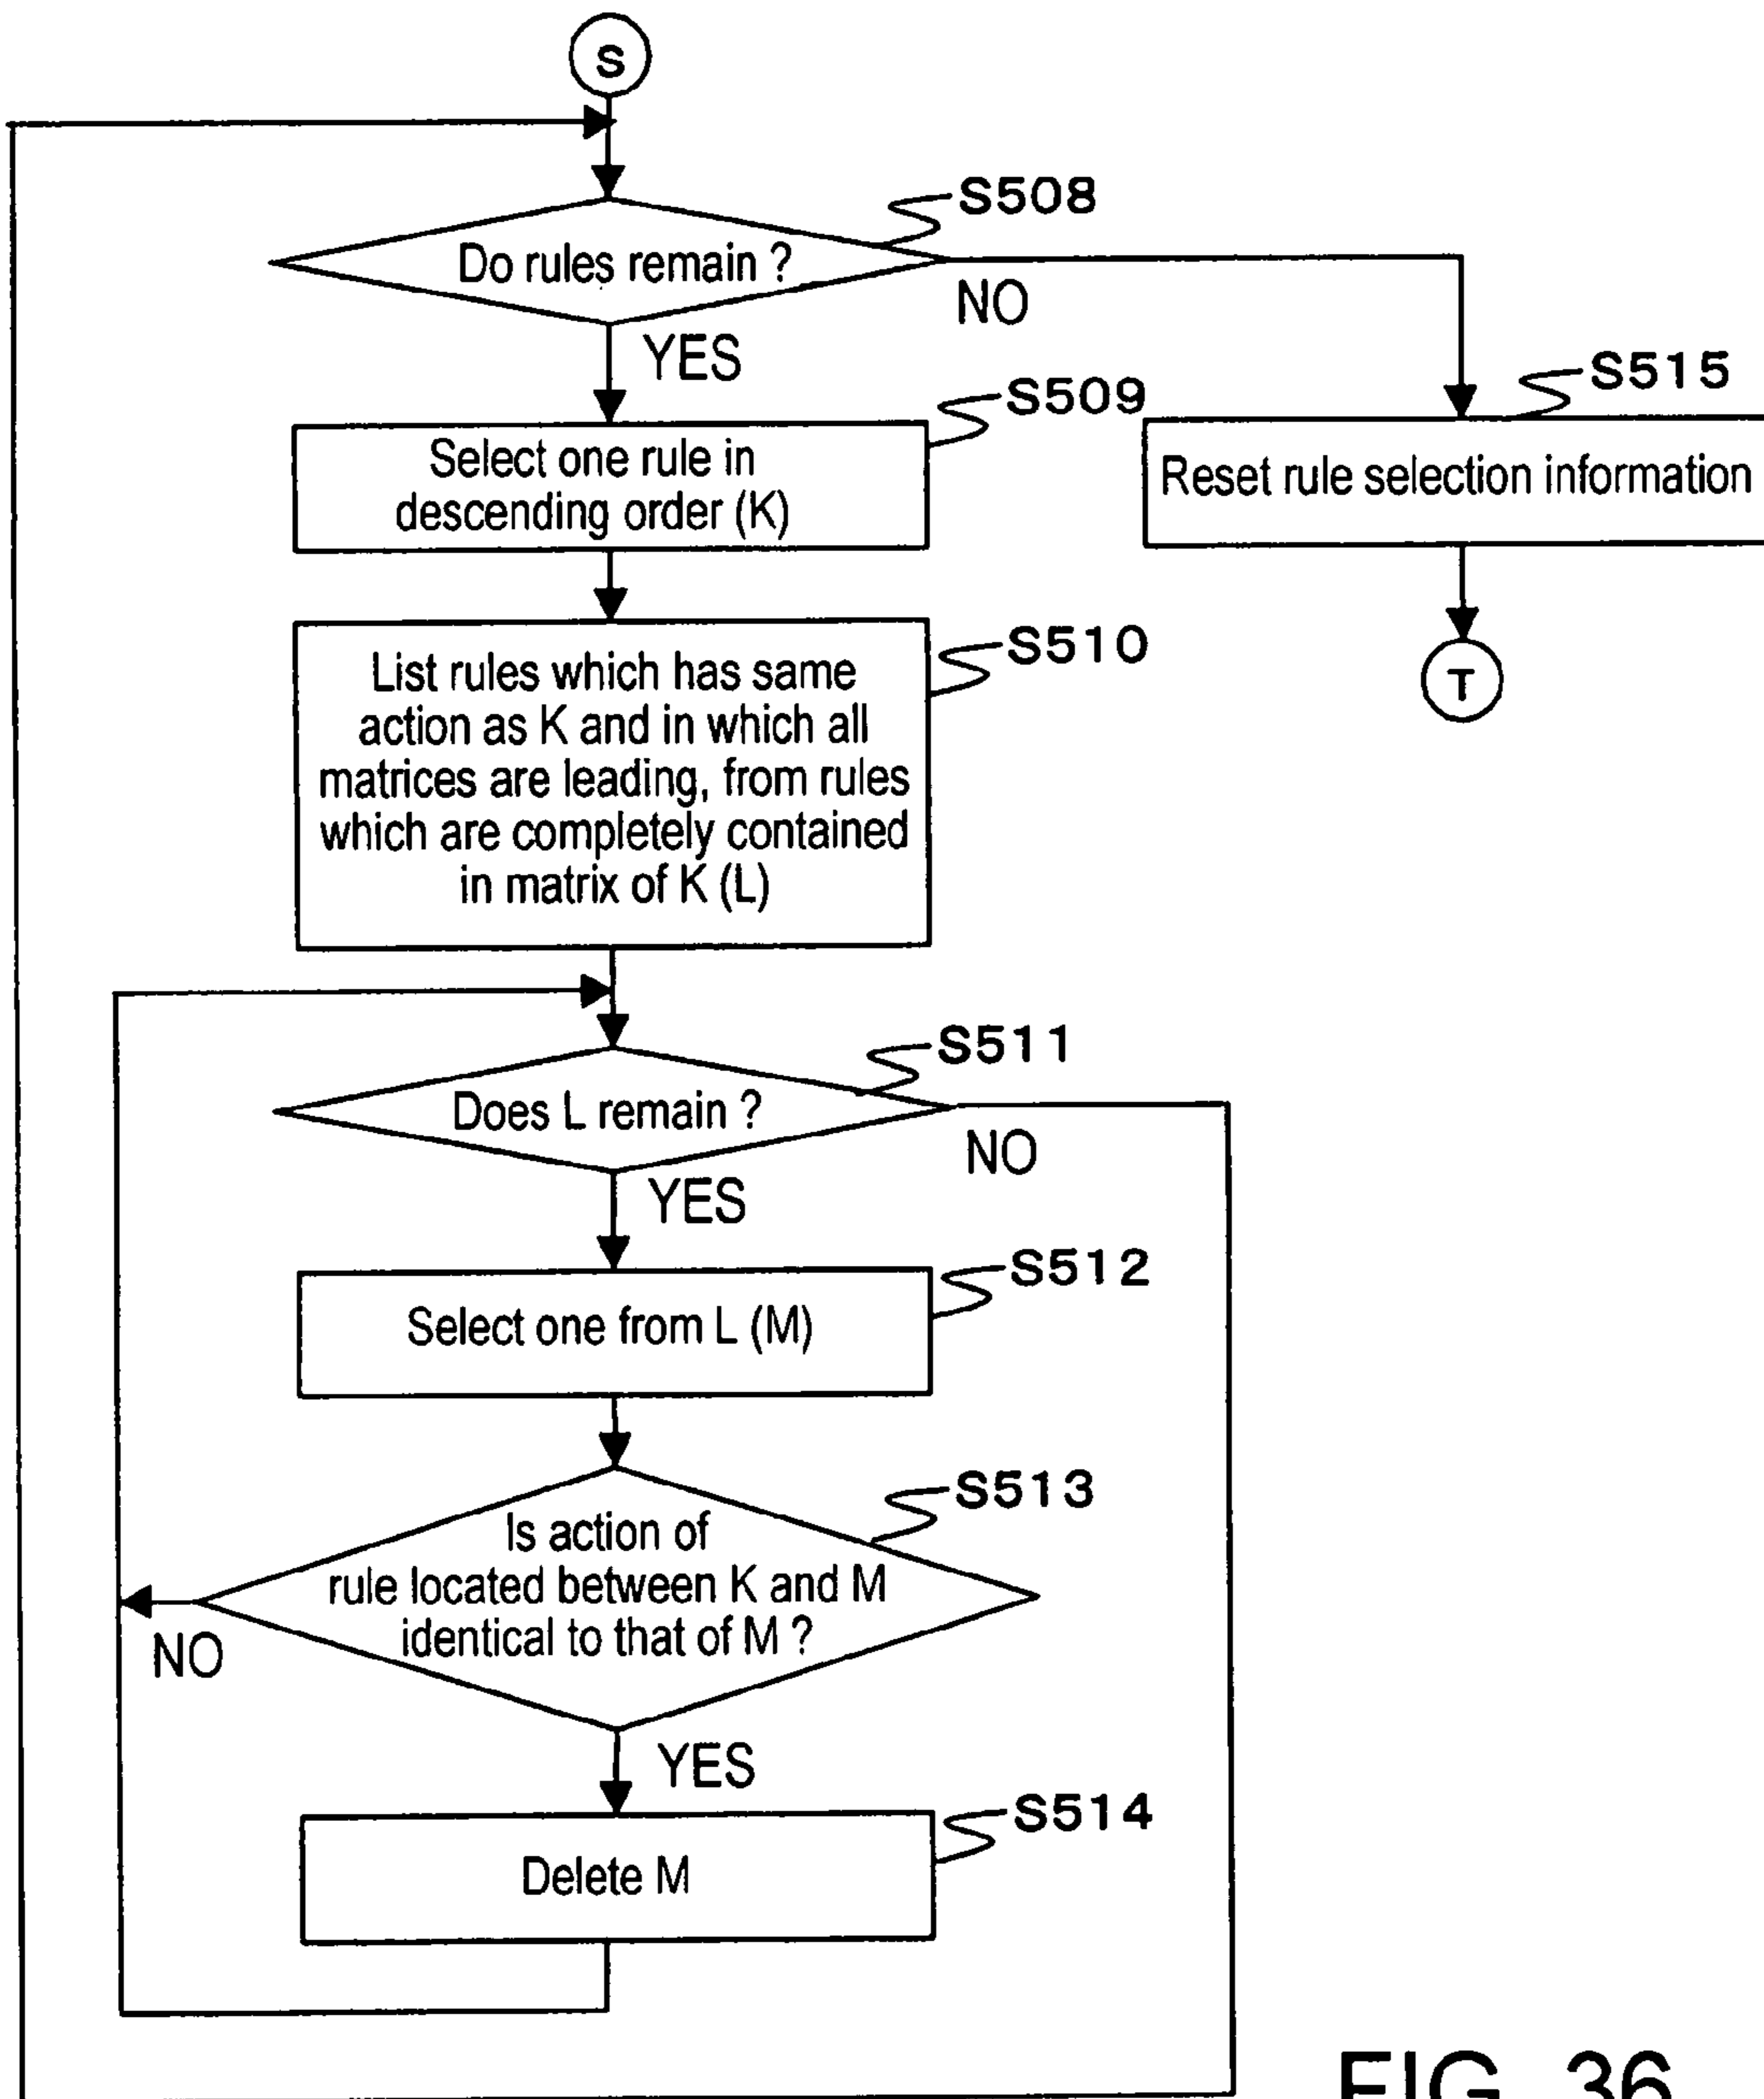 S
S508
Do rules remain ?
NO
YES
S509
S515
Select one rule in
descending order (K)
Reset rule selection information
S510
List rules which has same
action as K and in which all
matrices are leading, from rules
which are completely contained
in matrix of K (L)
T
S511
Does L remain ?
NO
YES
S512
Select one from L (M)
S513
Is action of
rule located between K and M
identical to that of M ?
NO
YES
S514
Delete M
FIG. 36